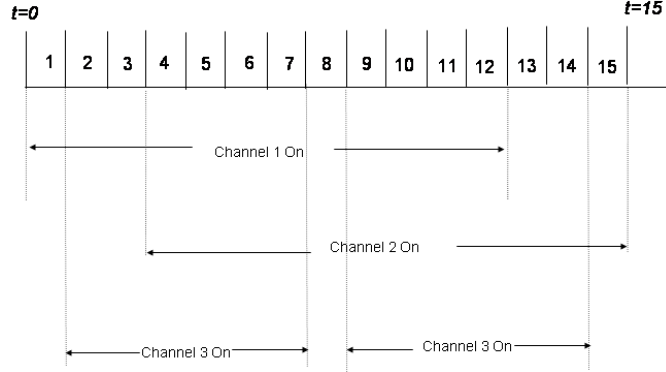 t=0 t=15
1 2 3 4 5 6 7 8 9 10 11 12 13 14 15
Channel 1 On
Channel 2 On
Channel 3 On Channel 3 On